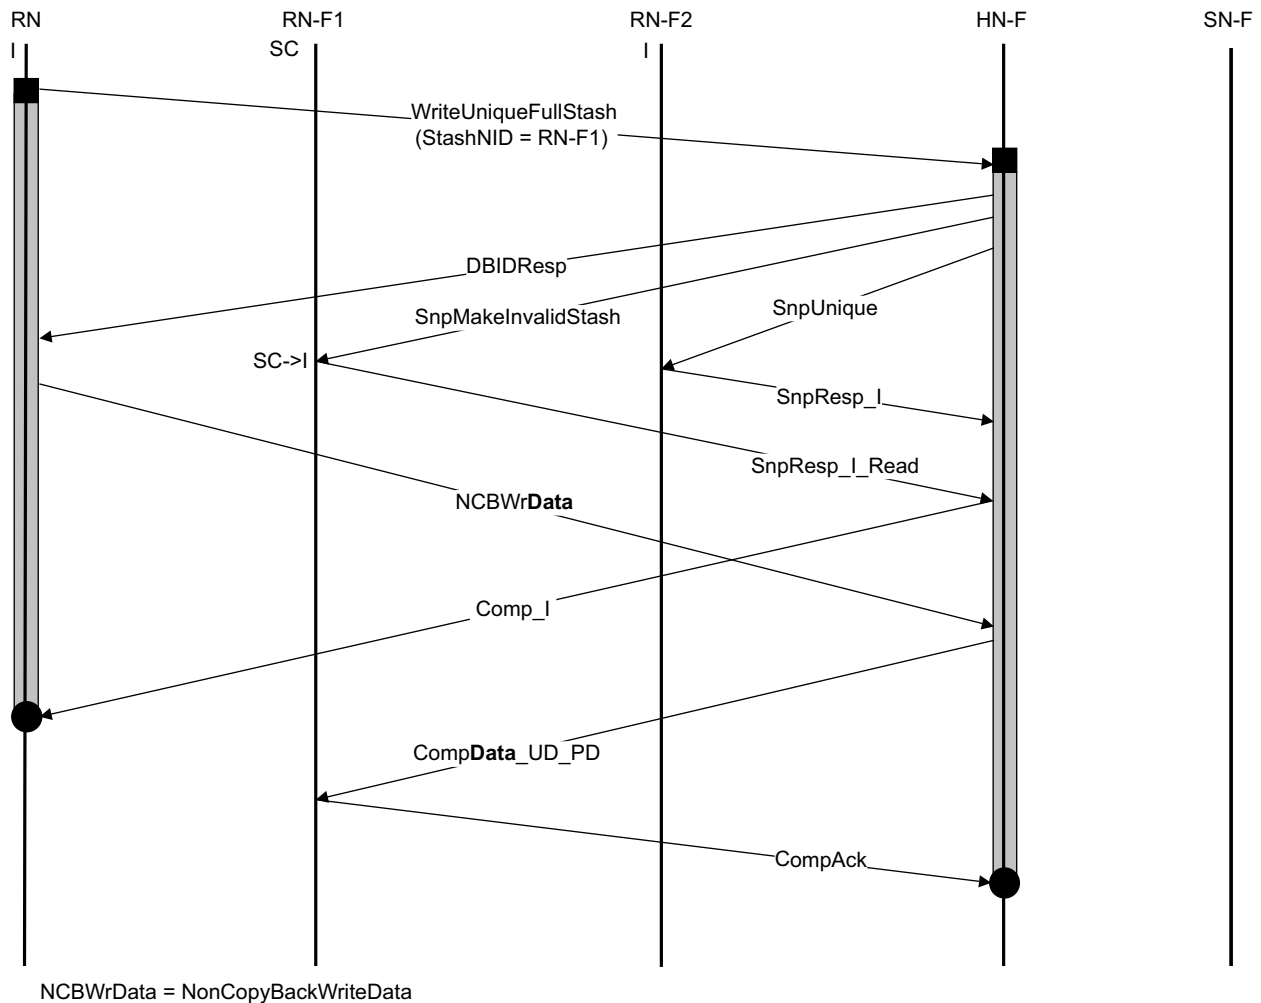 RN RN-F1 RN-F2 HN-F SN-F
I SC I
WriteUniqueFullStash
(StashNID = RN-F1)
DBIDResp
SnpUnique
SnpMakeInvalidStash
SC->I
SnpResp_I
SnpResp_I_Read
NCBWrData
Comp_I
CompData_UD_PD
CompAck
NCBWrData = NonCopyBackWriteData